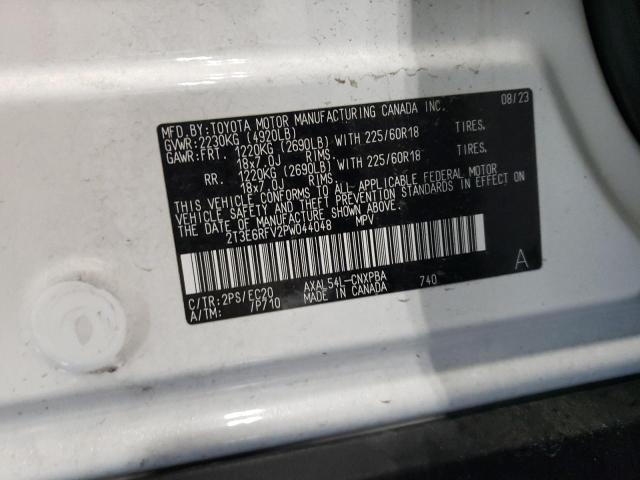 MFD.BY:TOYOTA MOTOR MANUFACTURING CANADA INC. 08/23
GVWR:2230KG (4920LB)
GAWR:FRT. 1220KG (2690LB) WITH 225/60R18 TIRES.
18x7.0J RIMS.
RR. 1220KG (2690LB) WITH 225/60R18 TIRES.
18x7.0J RIMS.
THIS VEHICLE CONFORMS TO ALL APPLICABLE FEDERAL MOTOR
VEHICLE SAFETY AND THEFT PREVENTION STANDARDS IN EFFECT ON
THE DATE OF MANUFACTURE SHOWN ABOVE.
2T3E6RFV2PW044048 MPV
C/TR:2PS/EC20 AXAL54L-CNXPBA 740 A
A/TM: /P710 MADE IN CANADA